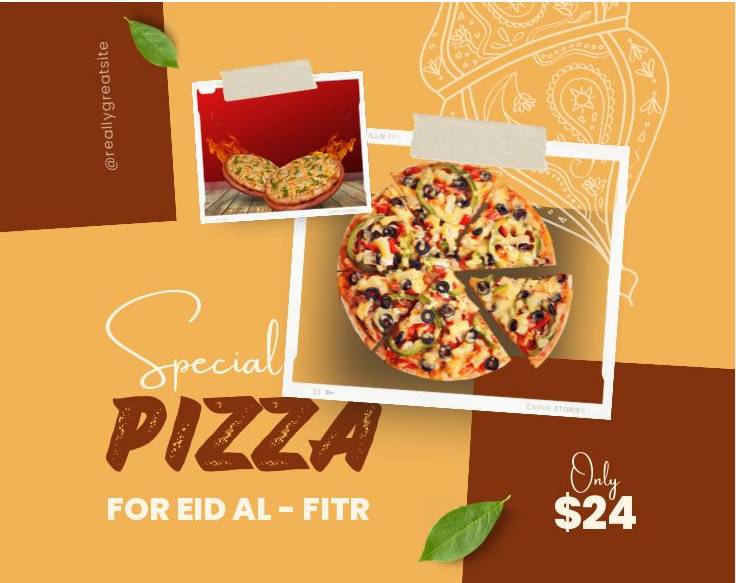 @reallygreatsite
Special
PIZZA
FOR EID AL - FITR
Only
$24